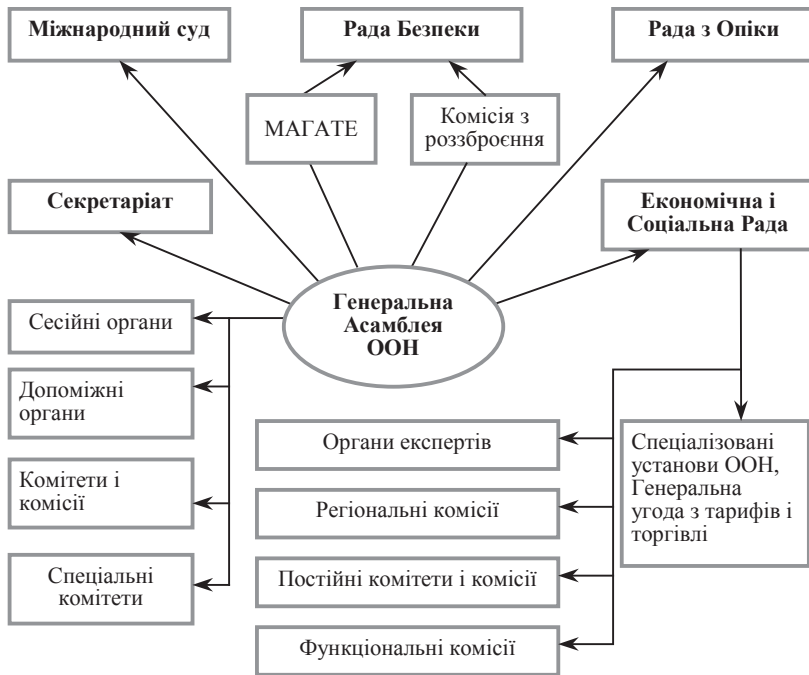 Міжнародний суд
Рада Безпеки
Рада з Опіки
МАГАТЕ
Комісія з
роззброєння
Секретаріат
Економічна і
Соціальна Рада
Генеральна
Асамблея
ООН
Сесійні органи
Допоміжні
органи
Комітети і
комісії
Спеціальні
комітети
Органи експертів
Регіональні комісії
Постійні комітети і комісії
Функціональні комісії
Спеціалізовані
установи ООН,
Генеральна
угода з тарифів і
торгівлі